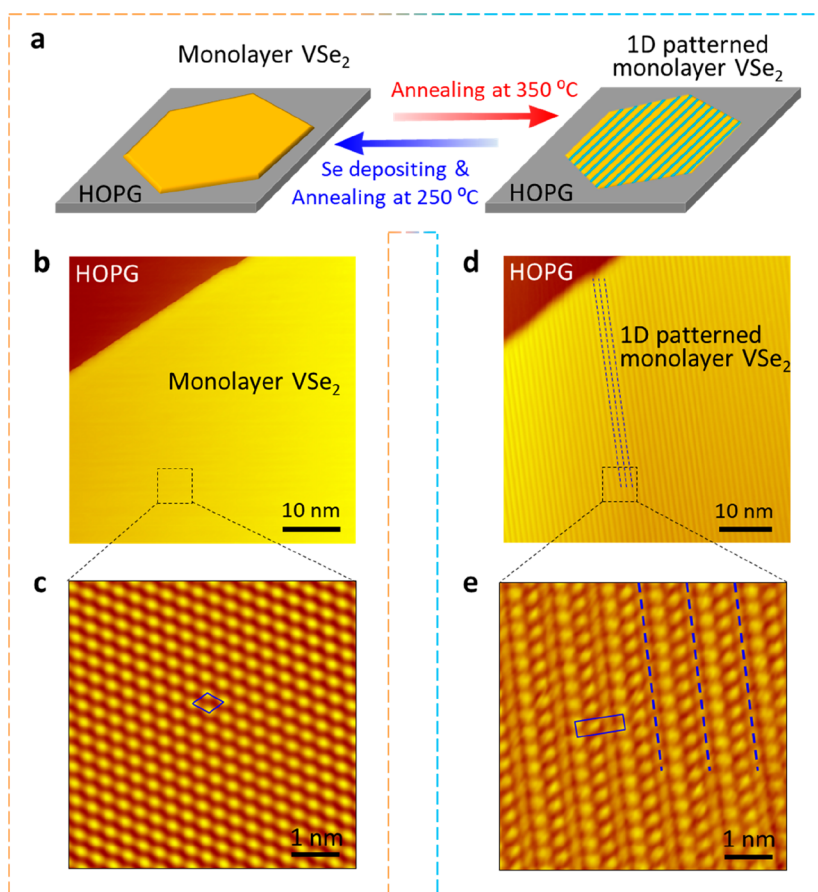 a
Monolayer VSe₂
1D patterned
monolayer VSe₂
Annealing at 350 °C
Se depositing &
Annealing at 250 °C
HOPG
HOPG
b
HOPG
Monolayer VSe₂
10 nm
d
HOPG
1D patterned
monolayer VSe₂
10 nm
c
1 nm
e
1 nm